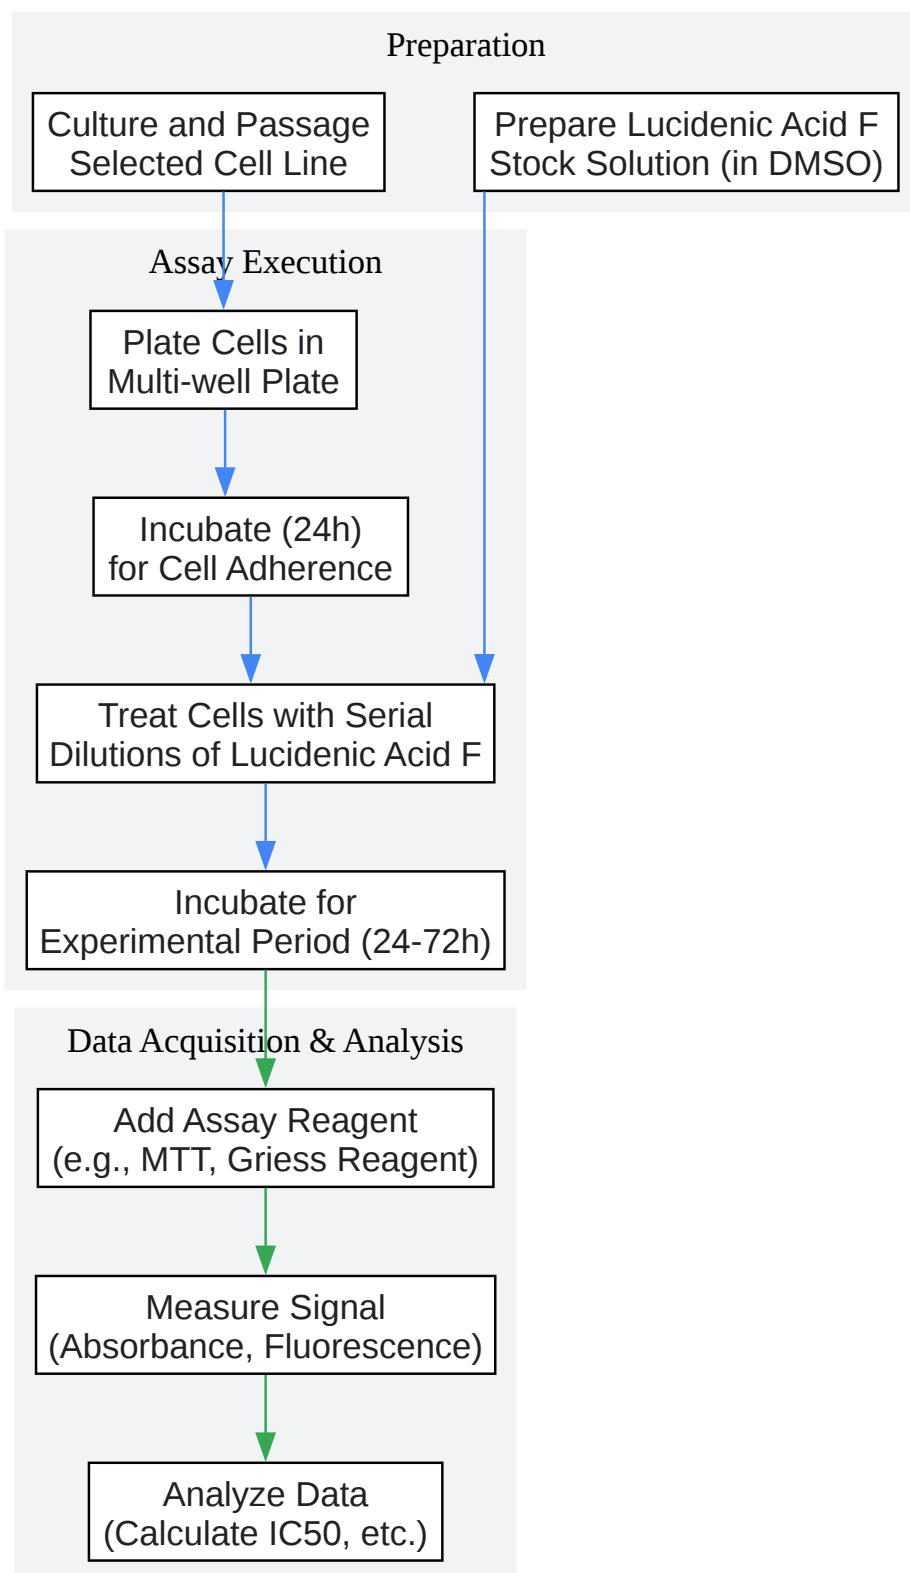 Preparation
Culture and Passage
Selected Cell Line
Prepare Lucidenic Acid F
Stock Solution (in DMSO)
Assay Execution
Plate Cells in
Multi-well Plate
Incubate (24h)
for Cell Adherence
Treat Cells with Serial
Dilutions of Lucidenic Acid F
Incubate for
Experimental Period (24-72h)
Data Acquisition & Analysis
Add Assay Reagent
(e.g., MTT, Griess Reagent)
Measure Signal
(Absorbance, Fluorescence)
Analyze Data
(Calculate IC50, etc.)